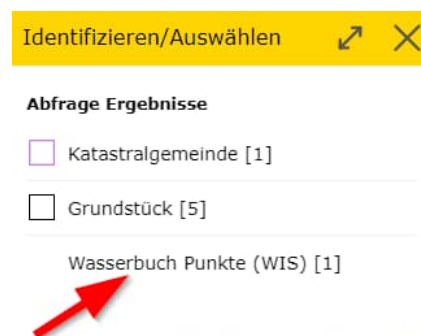 Identifizieren/Auswählen
Abfrage Ergebnisse
Katastralgemeinde [1]
Grundstück [5]
Wasserbuch Punkte (WIS) [1]